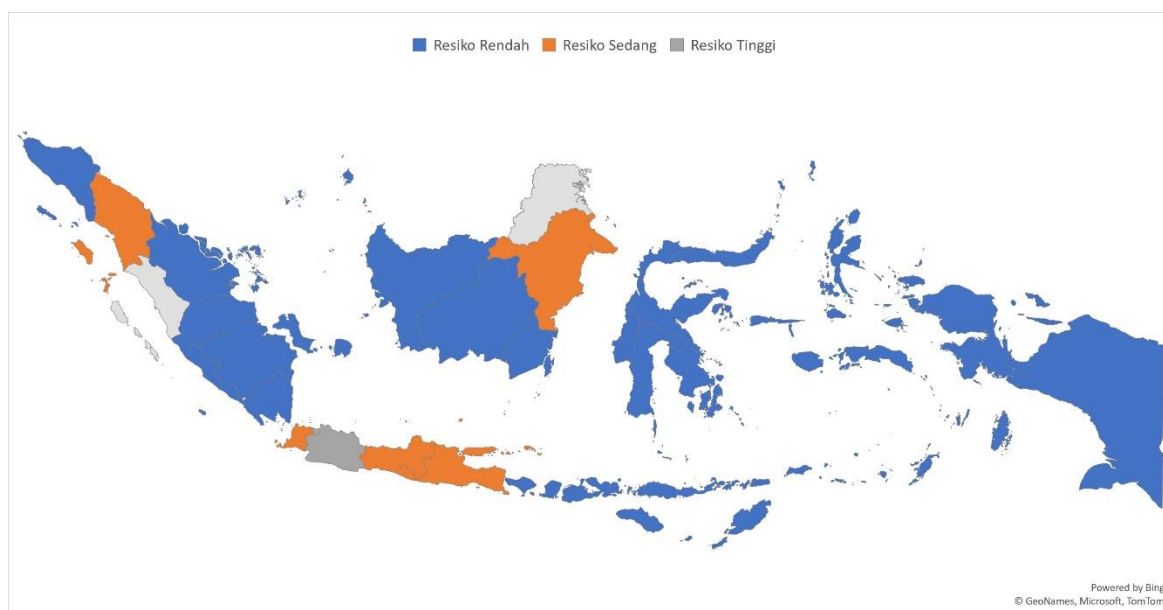 Resiko Rendah Resiko Sedang Resiko Tinggi
Powered by Bing
© GeoNames, Microsoft, TomTom